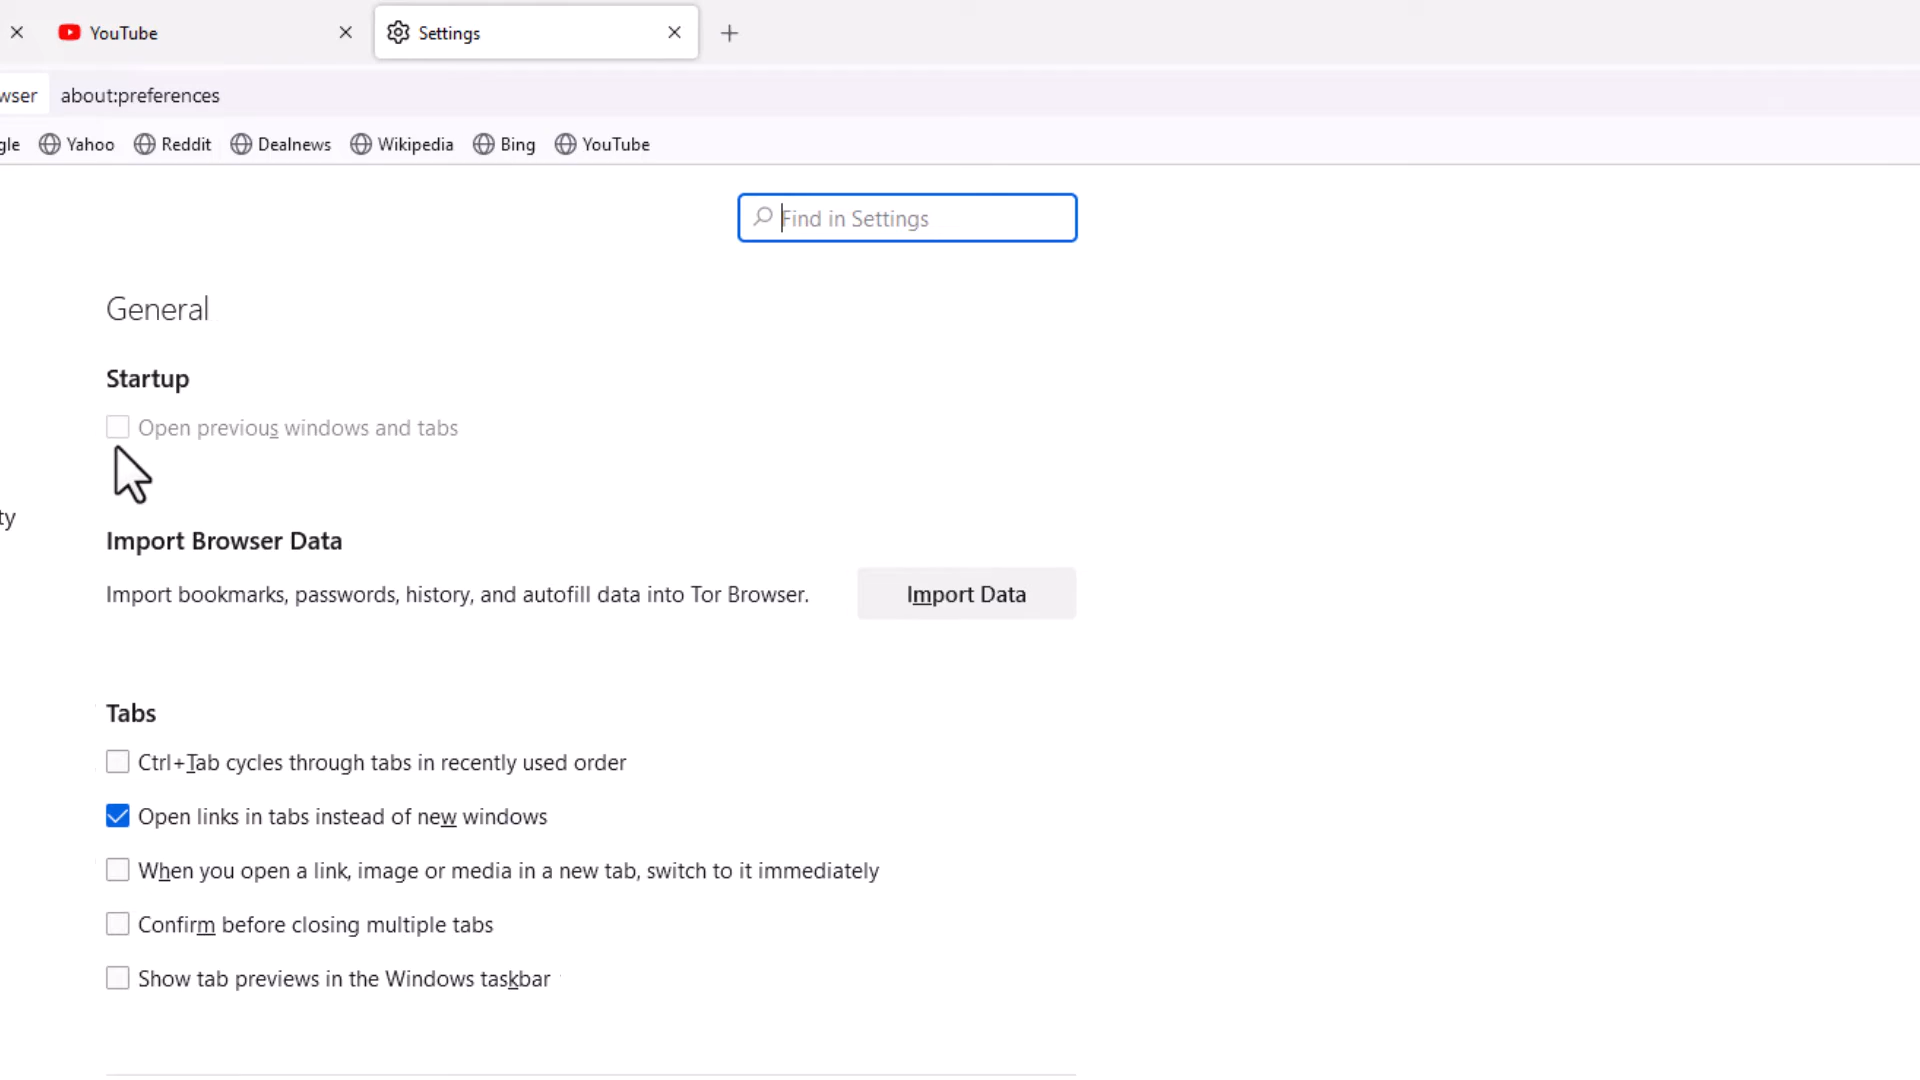 YouTube
Settings
wser about:preferences
gle Yahoo Reddit Dealnews Wikipedia Bing YouTube
Find in Settings
General
Startup
Open previous windows and tabs
ty
Import Browser Data
Import bookmarks, passwords, history, and autofill data into Tor Browser.
Import Data
Tabs
Ctrl+Tab cycles through tabs in recently used order
Open links in tabs instead of new windows
When you open a link, image or media in a new tab, switch to it immediately
Confirm before closing multiple tabs
Show tab previews in the Windows taskbar